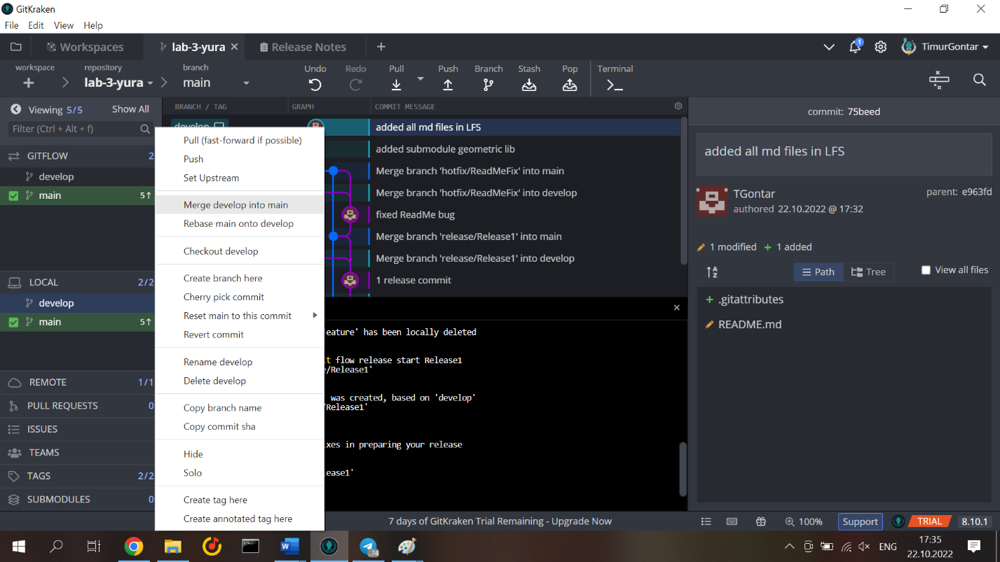 GitKraken
File Edit View Help
Workspaces
lab-3-yura
Release Notes
1
TimurGontar
workspace
repository
lab-3-yura
branch
main
Undo
Redo
Pull
Push
Branch
Stash
Pop
Terminal
Viewing 5/5 Show All
Filter (Ctrl + Alt + f)
GITFLOW 2
develop
main 5↑
LOCAL 2/2
develop
main 5↑
REMOTE 1/1
PULL REQUESTS 0
ISSUES
TEAMS
TAGS 2/2
SUBMODULES 0
Pull (fast-forward if possible)
Push
Set Upstream
Merge develop into main
Rebase main onto develop
Checkout develop
Create branch here
Cherry pick commit
Reset main to this commit
Revert commit
Rename develop
Delete develop
Copy branch name
Copy commit sha
Hide
Solo
Create tag here
Create annotated tag here
BRANCH / TAG GRAPH COMMIT MESSAGE
develop
added all md files in LFS
added submodule geometric lib
Merge branch 'hotfix/ReadMeFix' into main
Merge branch 'hotfix/ReadMeFix' into develop
fixed ReadMe bug
Merge branch 'release/Release1' into main
Merge branch 'release/Release1' into develop
1 release commit
Feature' has been locally deleted
flow release start Release1
/Release1'
was created, based on 'develop'
/Release1'
xes in preparing your release
ease1'
commit: 75beed
added all md files in LFS
TGontar
authored 22.10.2022 @ 17:32
parent: e963fd
1 modified + 1 added
Path
Tree
View all files
+ .gitattributes
README.md
7 days of GitKraken Trial Remaining - Upgrade Now
100%
Support
TRIAL
8.10.1
74
ENG
17:35
22.10.2022